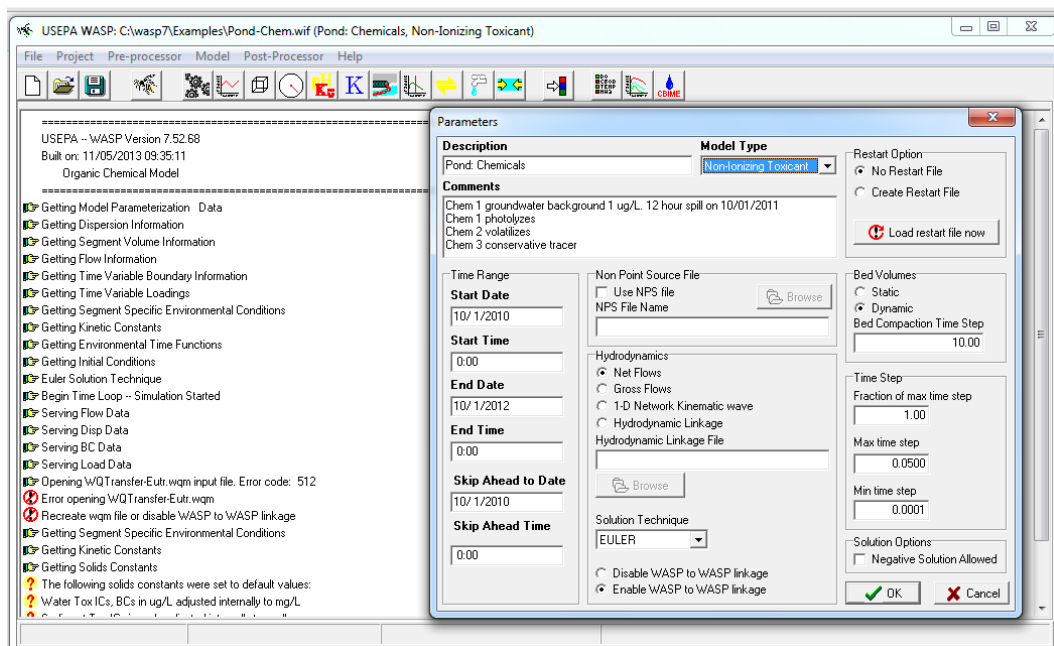 USEPA WASP: C:\wasp7\Examples\Pond-Chem.wif (Pond: Chemicals, Non-Ionizing Toxicant)
File Project Pre-processor Model Post-Processor Help
K
CBIME
=====================================================
USEPA -- WASP Version 7.52.68
Built on: 11/05/2013 09:35:11
Organic Chemical Model
=====================================================
Getting Model Parameterization Data
Getting Dispersion Information
Getting Segment Volume Information
Getting Flow Information
Getting Time Variable Boundary Information
Getting Time Variable Loadings
Getting Segment Specific Environmental Conditions
Getting Kinetic Constants
Getting Environmental Time Functions
Getting Initial Conditions
Euler Solution Technique
Begin Time Loop -- Simulation Started
Serving Flow Data
Serving Disp Data
Serving BC Data
Serving Load Data
Opening WQTransfer-Eutr.wqm input file. Error code: 512
Error opening WQTransfer-Eutr.wqm
Recreate wqm file or disable WASP to WASP linkage
Getting Segment Specific Environmental Conditions
Getting Kinetic Constants
Getting Solids Constants
The following solids constants were set to default values:
Water Tox ICs, BCs in ug/L adjusted internally to mg/L
Parameters
Description
Pond: Chemicals
Model Type
Non-Ionizing Toxicant
Comments
Chem 1 groundwater background 1 ug/L. 12 hour spill on 10/01/2011
Chem 1 photolyzes
Chem 2 volatilizes
Chem 3 conservative tracer
Restart Option
No Restart File
Create Restart File
Load restart file now
Time Range
Start Date
10/ 1/2010
Start Time
0:00
End Date
10/ 1/2012
End Time
0:00
Skip Ahead to Date
10/ 1/2010
Skip Ahead Time
0:00
Non Point Source File
Use NPS file
Browse
NPS File Name
Hydrodynamics
Net Flows
Gross Flows
1-D Network Kinematic wave
Hydrodynamic Linkage
Hydrodynamic Linkage File
Browse
Solution Technique
EULER
Disable WASP to WASP linkage
Enable WASP to WASP linkage
Bed Volumes
Static
Dynamic
Bed Compaction Time Step
10.00
Time Step
Fraction of max time step
1.00
Max time step
0.0500
Min time step
0.0001
Solution Options
Negative Solution Allowed
OK
Cancel